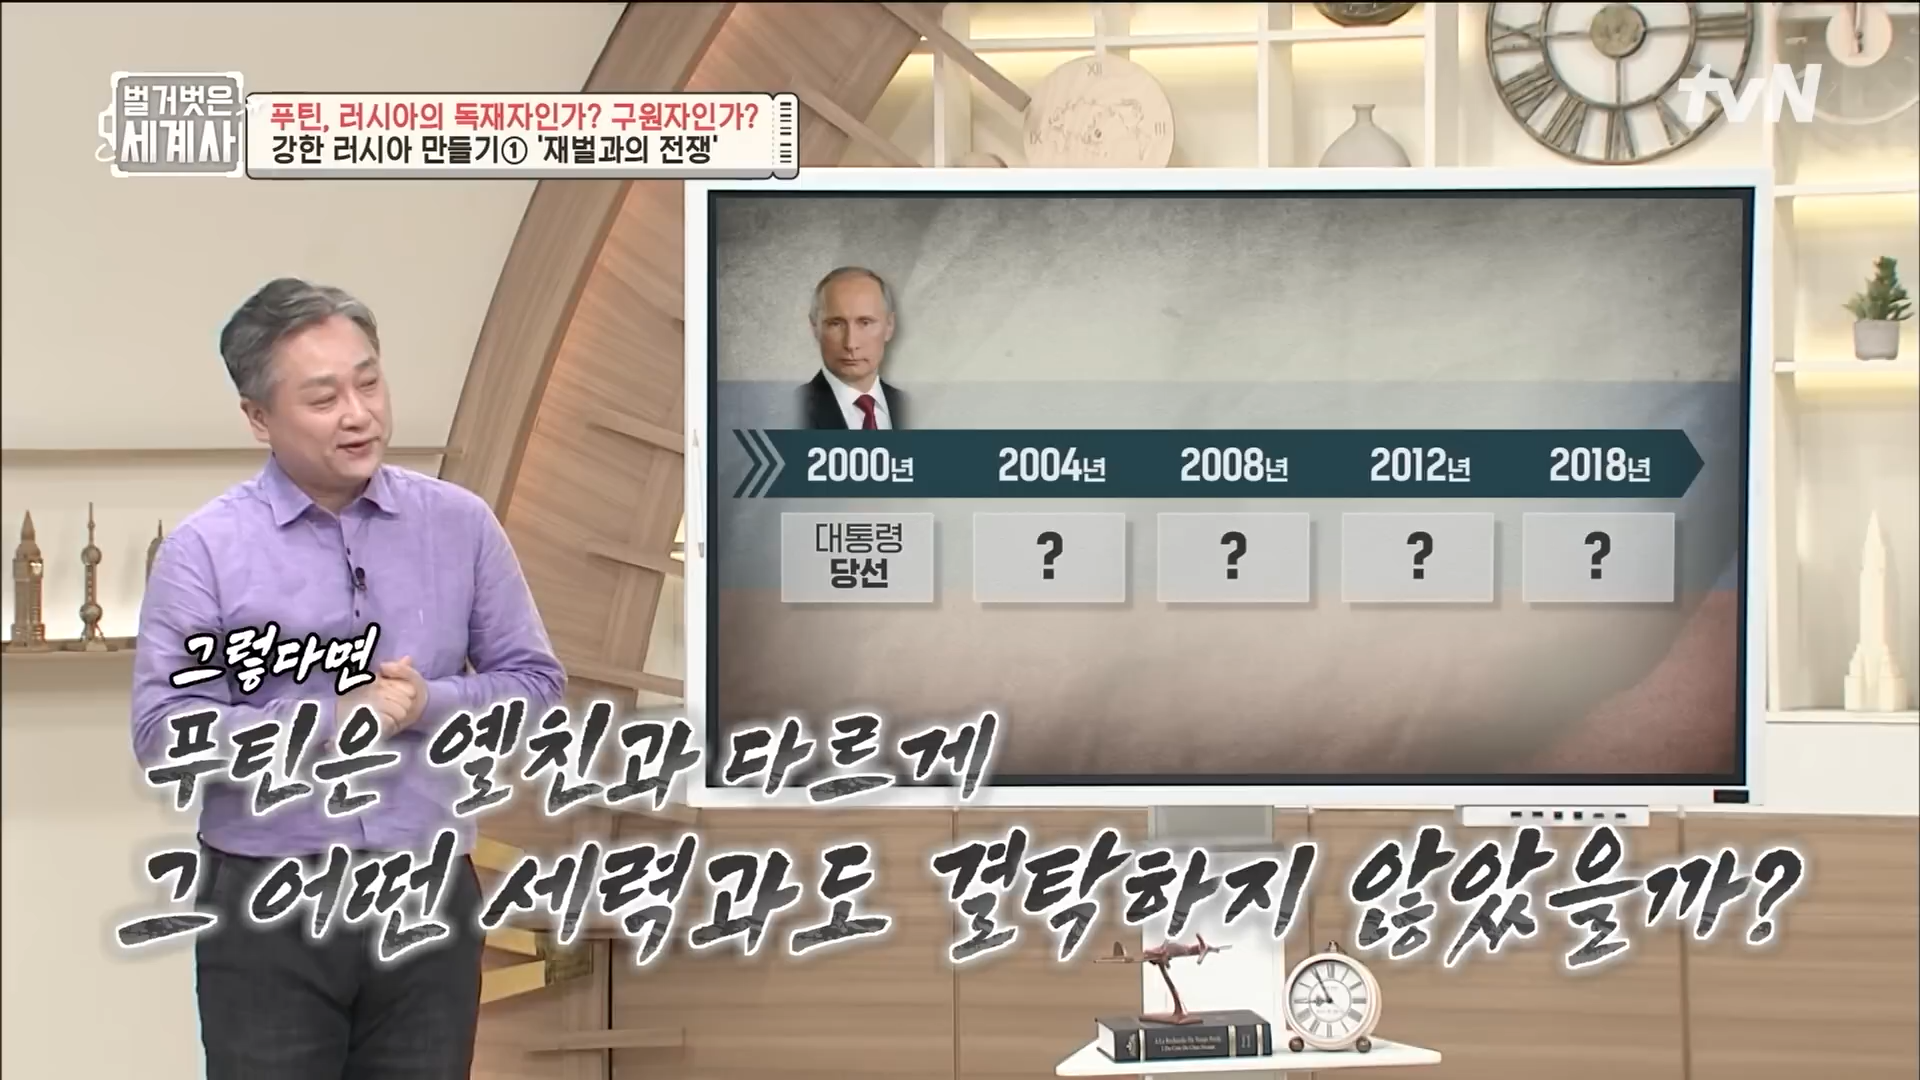 벌거벗은
세계사
푸틴, 러시아의 독재자인가? 구원자인가?
강한 러시아 만들기① '재벌과의 전쟁'
tvN
XII
III
IX
2000년 2004년 2008년 2012년 2018년
대통령
당선
? ? ? ?
그렇다면
푸틴은 옐친과 다르게
그 어떤 세력과도 결탁하지 않았을까?